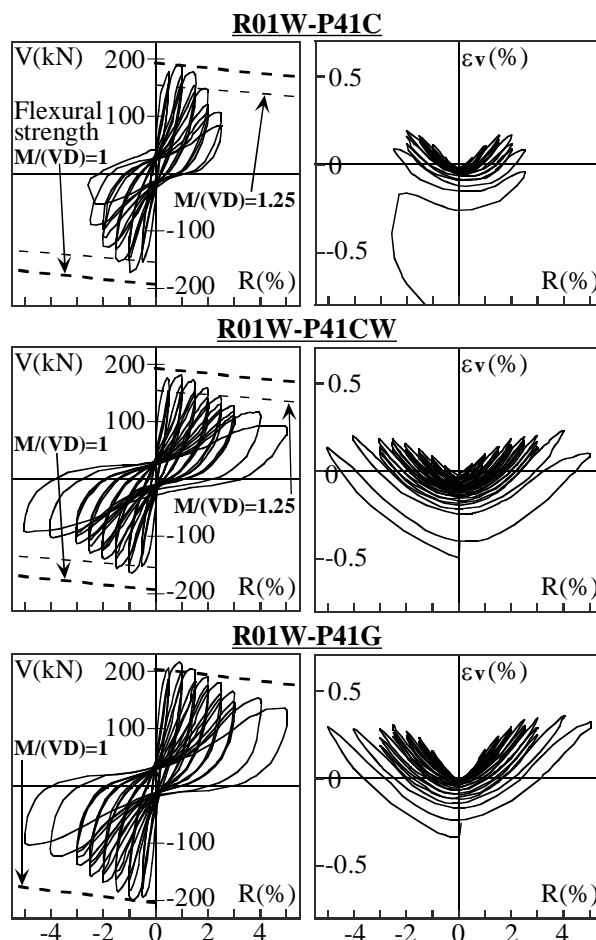 R01W-P41C
V(kN)
200
100
Flexural
strength
M/(VD)=1
M/(VD)=1.25
-100
-200
R(%)
εv(%)
0.5
0
-0.5
R(%)
R01W-P41CW
V(kN)
200
100
M/(VD)=1
M/(VD)=1.25
-100
-200
R(%)
εv(%)
0.5
0
-0.5
R(%)
R01W-P41G
V(kN)
200
100
M/(VD)=1
-100
-200
R(%)
-4 -2 0 2 4
εv(%)
0.5
0
-0.5
R(%)
-4 -2 0 2 4